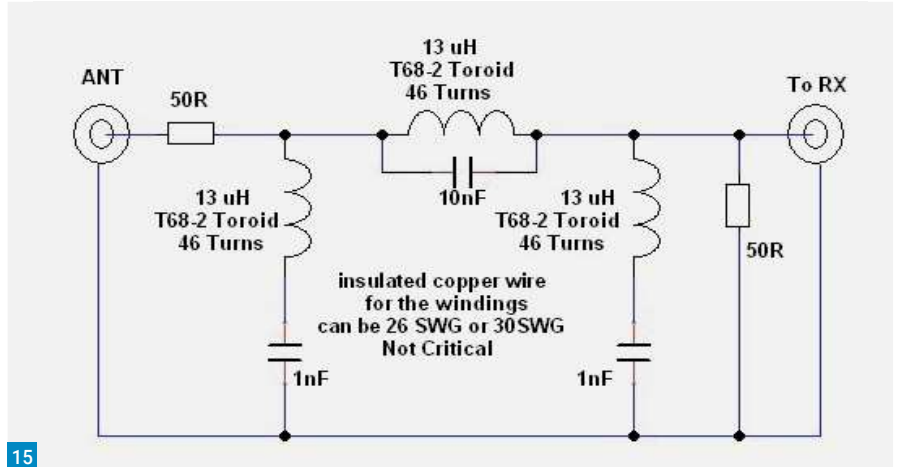 13 uH
T68-2 Toroid
46 Turns
ANT
50R
To RX
13 uH
T68-2 Toroid
46 Turns
10nF
13 uH
T68-2 Toroid
46 Turns
50R
insulated copper wire
for the windings
can be 26 SWG or 30SWG
Not Critical
1nF
1nF
15